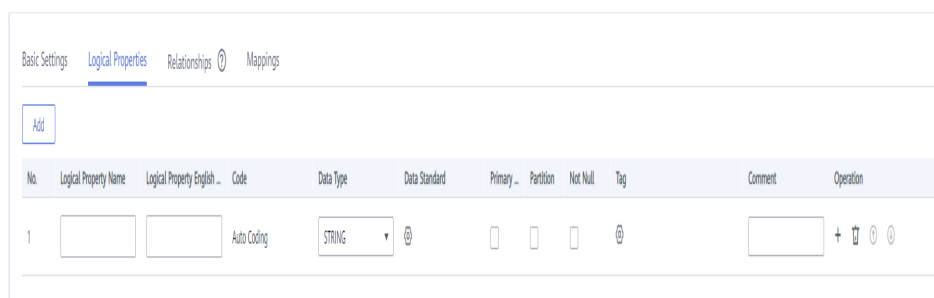 Basic Settings Logical Properties Relationships ? Mappings
Add
No. Logical Property Name Logical Property English ... Code Data Type Data Standard Primary ... Partition Not Null Tag Comment Operation
1 Auto Coding STRING